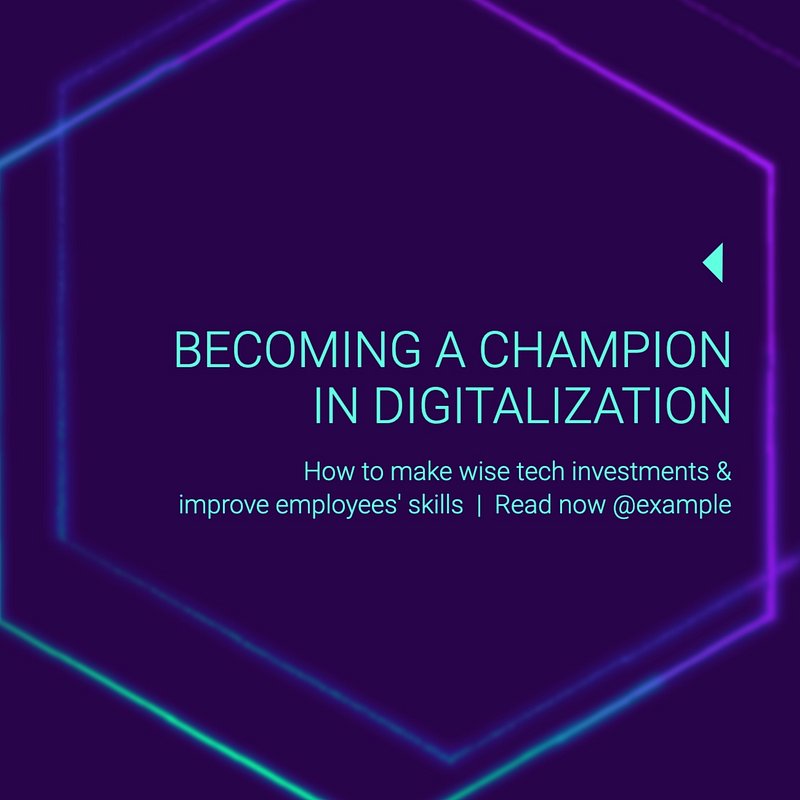 BECOMING A CHAMPION
IN DIGITALIZATION
How to make wise tech investments &
improve employees' skills | Read now @example